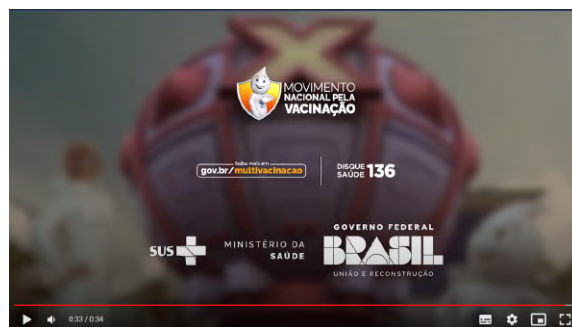 MOVIMENTO
NACIONAL PELA
VACINAÇÃO
Saiba mais em
gov.br/multivacinacao
DISQUE
SAÚDE 136
GOVERNO FEDERAL
SUS
MINISTÉRIO DA
SAÚDE
BRASIL
UNIÃO E RECONSTRUÇÃO
0:33 / 0:34